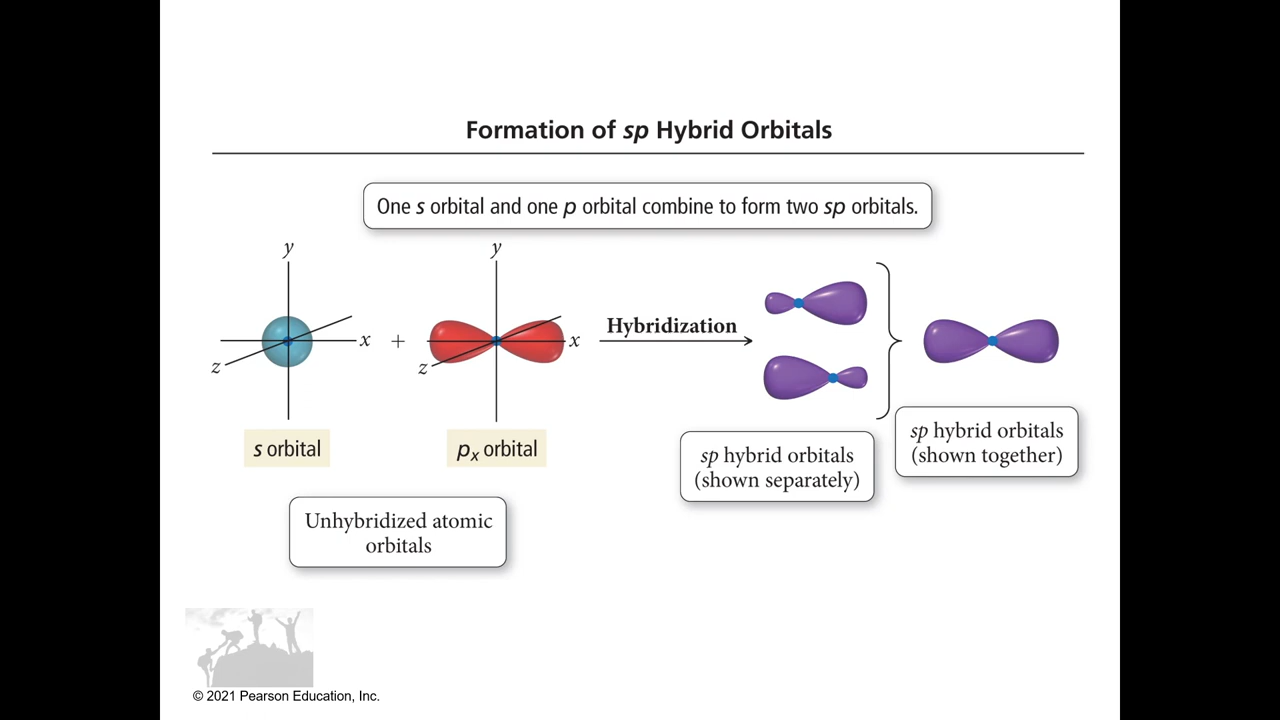 Formation of sp Hybrid Orbitals
One s orbital and one p orbital combine to form two sp orbitals.
y
x
z
+
y
x
z
Hybridization
s orbital
px orbital
sp hybrid orbitals
(shown separately)
sp hybrid orbitals
(shown together)
Unhybridized atomic
orbitals
© 2021 Pearson Education, Inc.